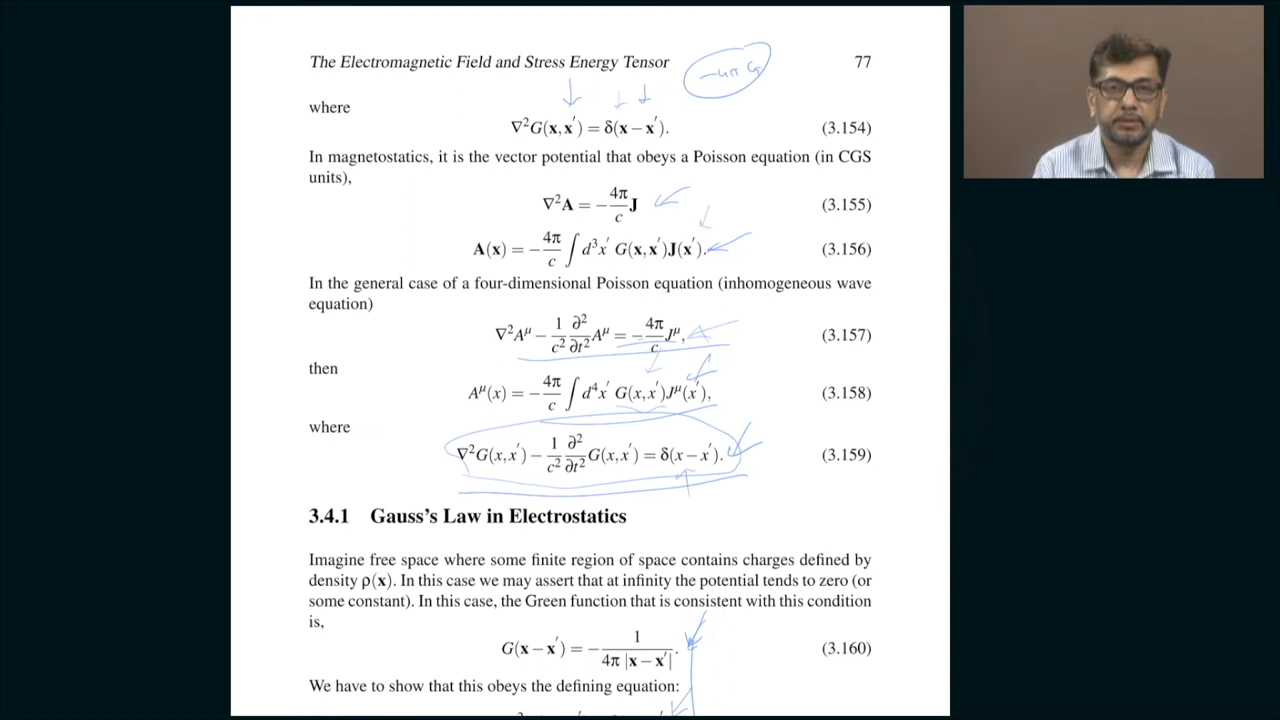 The Electromagnetic Field and Stress Energy Tensor 77
−4π G
where
∇²G(x,x′) = δ(x − x′). (3.154)
In magnetostatics, it is the vector potential that obeys a Poisson equation (in CGS
units),
∇²A = −4π/c J (3.155)
A(x) = −4π/c ∫ d³x′ G(x,x′)J(x′). (3.156)
In the general case of a four-dimensional Poisson equation (inhomogeneous wave
equation)
∇²A^μ − 1/c² ∂²/∂t² A^μ = −4π/c J^μ, (3.157)
then
A^μ(x) = −4π/c ∫ d⁴x′ G(x,x′)J^μ(x′), (3.158)
where
∇²G(x,x′) − 1/c² ∂²/∂t² G(x,x′) = δ(x − x′). (3.159)
3.4.1 Gauss's Law in Electrostatics
Imagine free space where some finite region of space contains charges defined by
density ρ(x). In this case we may assert that at infinity the potential tends to zero (or
some constant). In this case, the Green function that is consistent with this condition
is,
G(x − x′) = −1/(4π |x − x′|). (3.160)
We have to show that this obeys the defining equation: